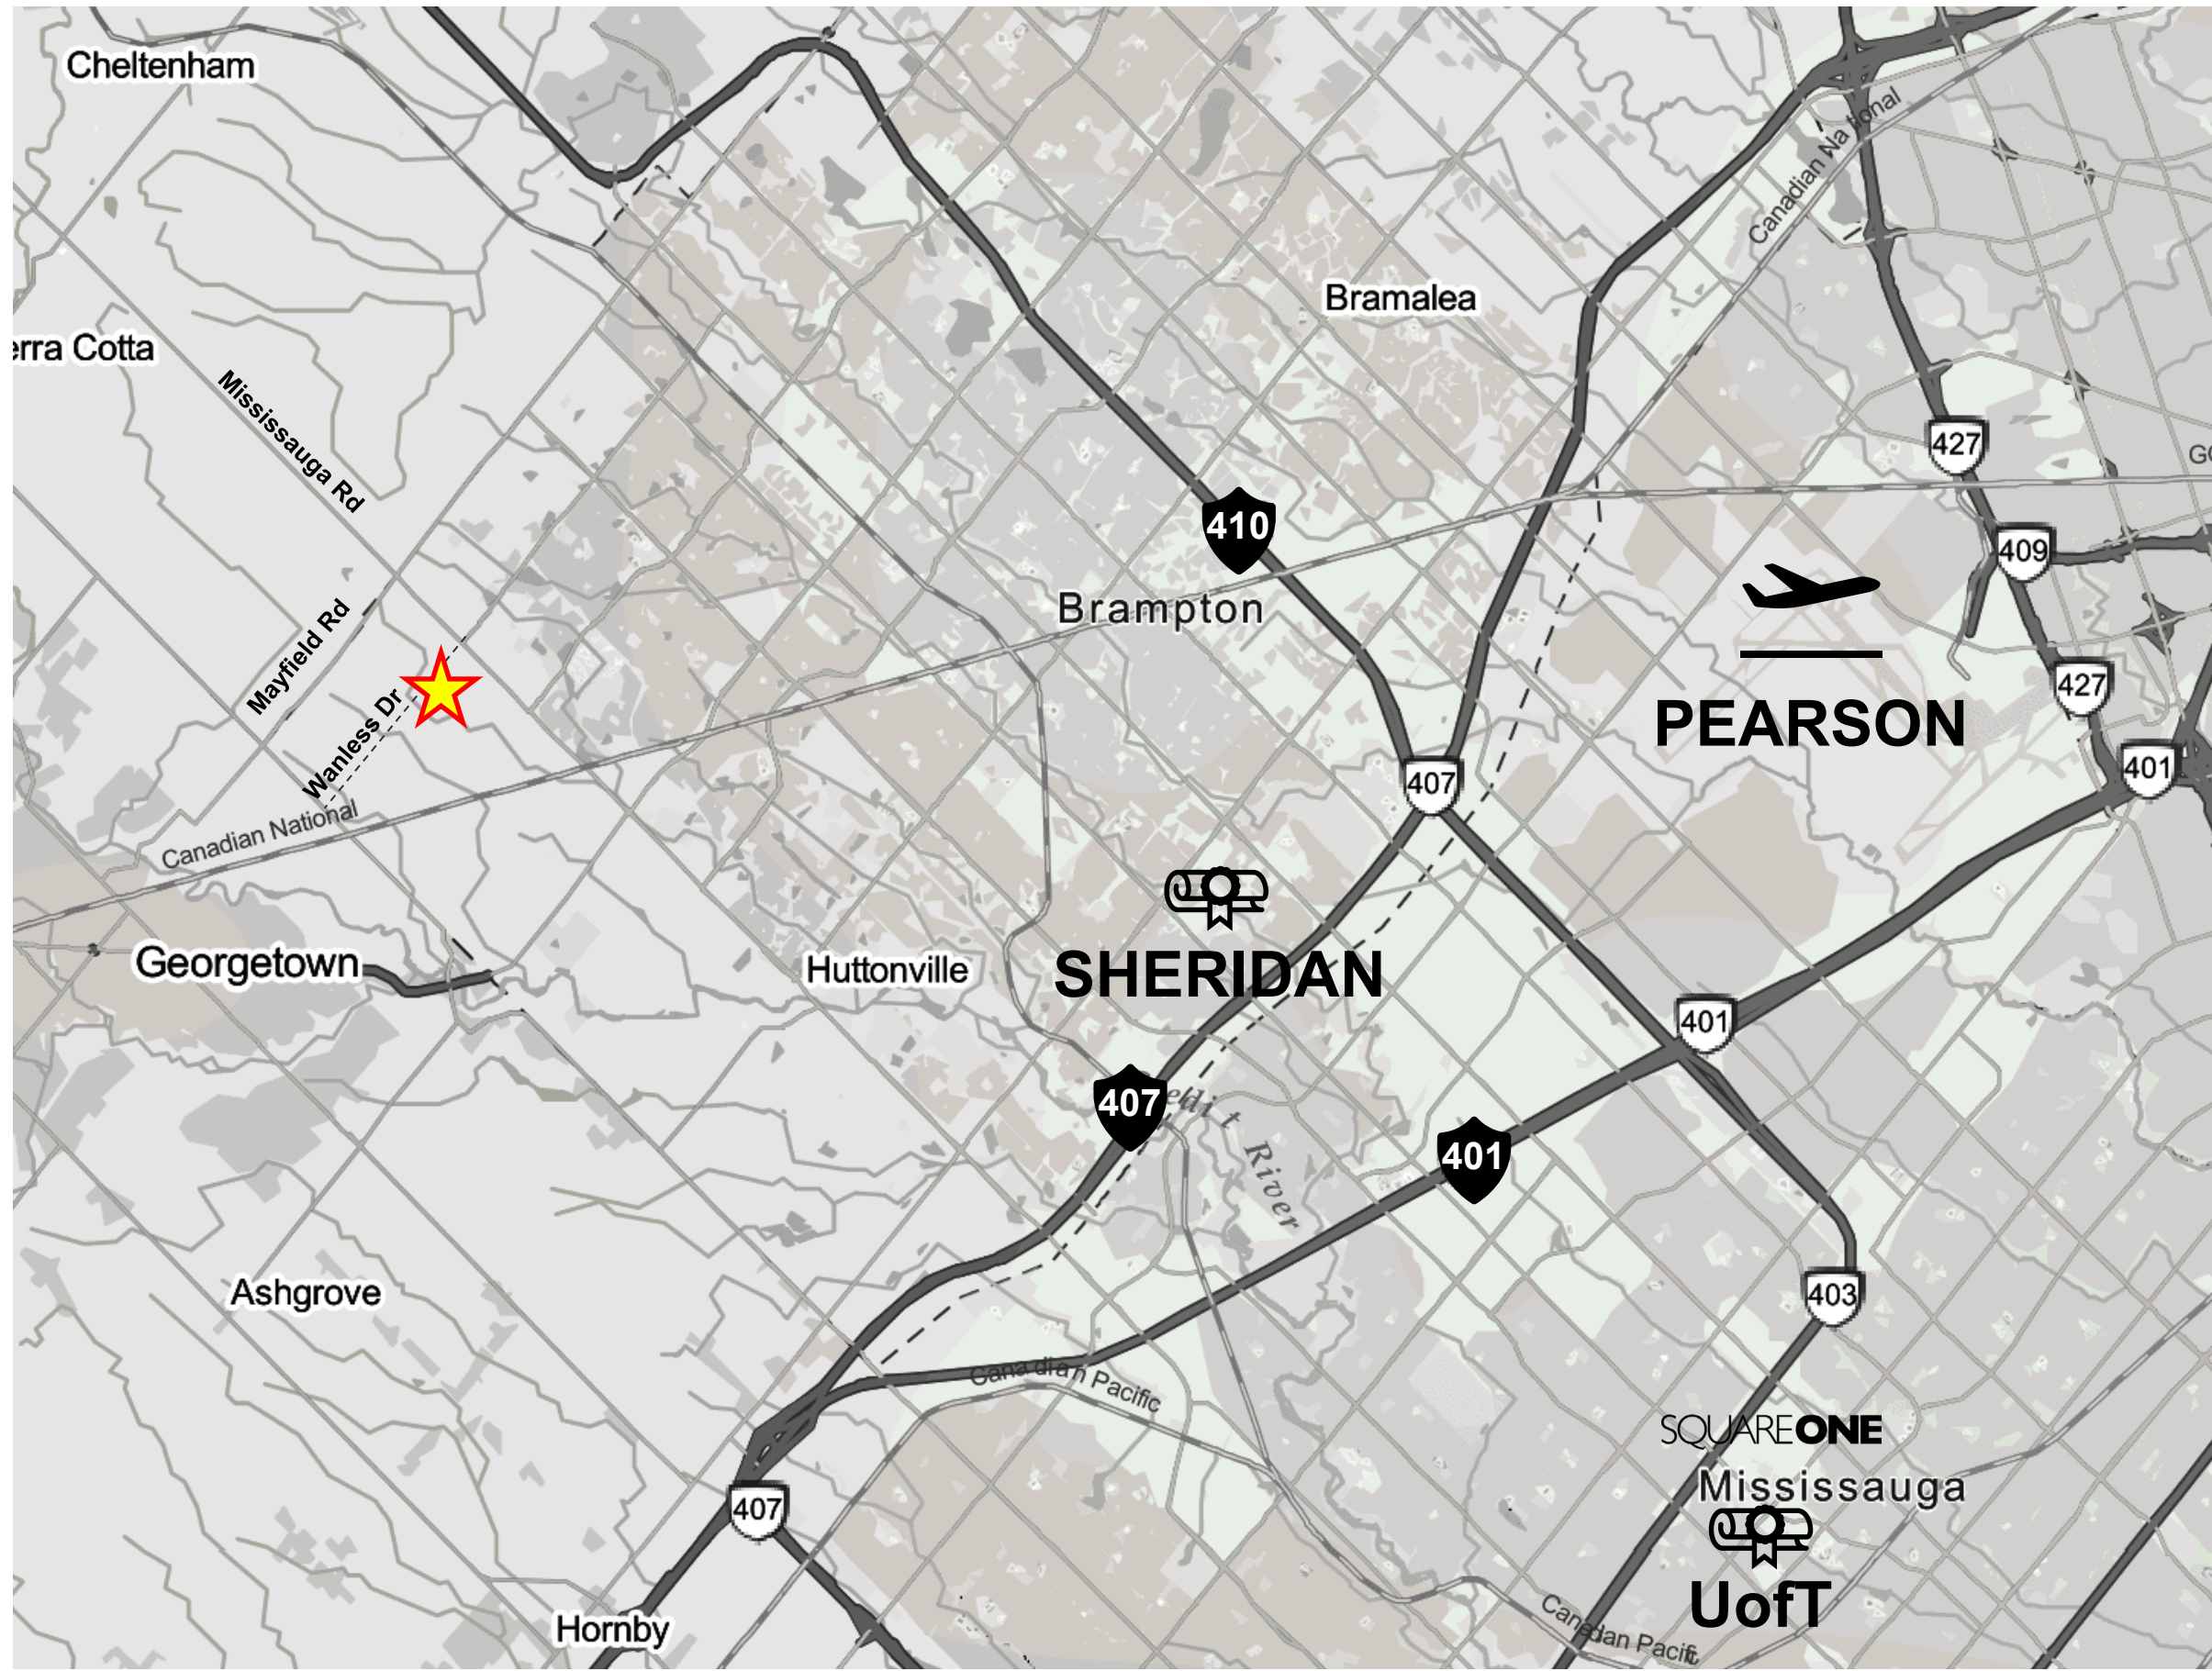 Cheltenham
Canadian National
Bramalea
erra Cotta
Mississauga Rd
427
410
409
Brampton
Mayfield Rd
427
PEARSON
Wanless Dr
401
407
Canadian National
SHERIDAN
Georgetown
Huttonville
401
407
River
401
Ashgrove
403
Canadian Pacific
SQUAREONE
Mississauga
407
UofT
Hornby
Canadian Pacific